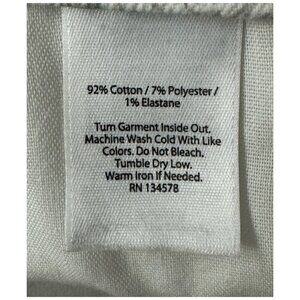 92% Cotton / 7% Polyester /
1% Elastane
Turn Garment Inside Out.
Machine Wash Cold With Like
Colors. Do Not Bleach.
Tumble Dry Low.
Warm Iron If Needed.
RN 134578